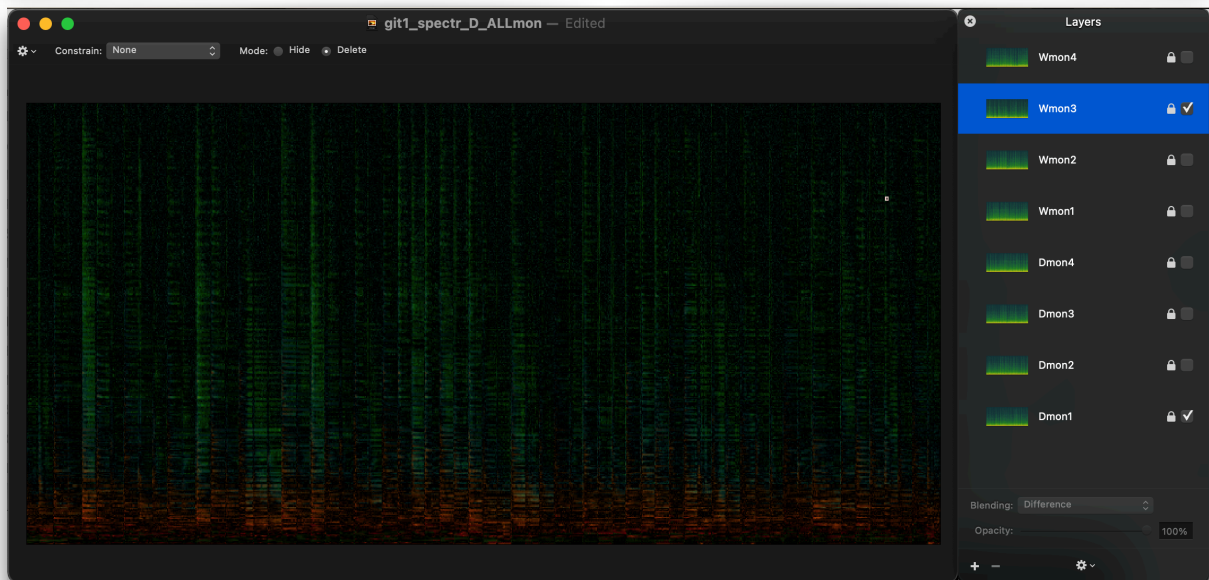 git1_spectr_D_ALLmon — Edited
Layers
Constrain: None Mode: Hide Delete
Wmon4
Wmon3
Wmon2
Wmon1
Dmon4
Dmon3
Dmon2
Dmon1
Blending: Difference
Opacity: 100%